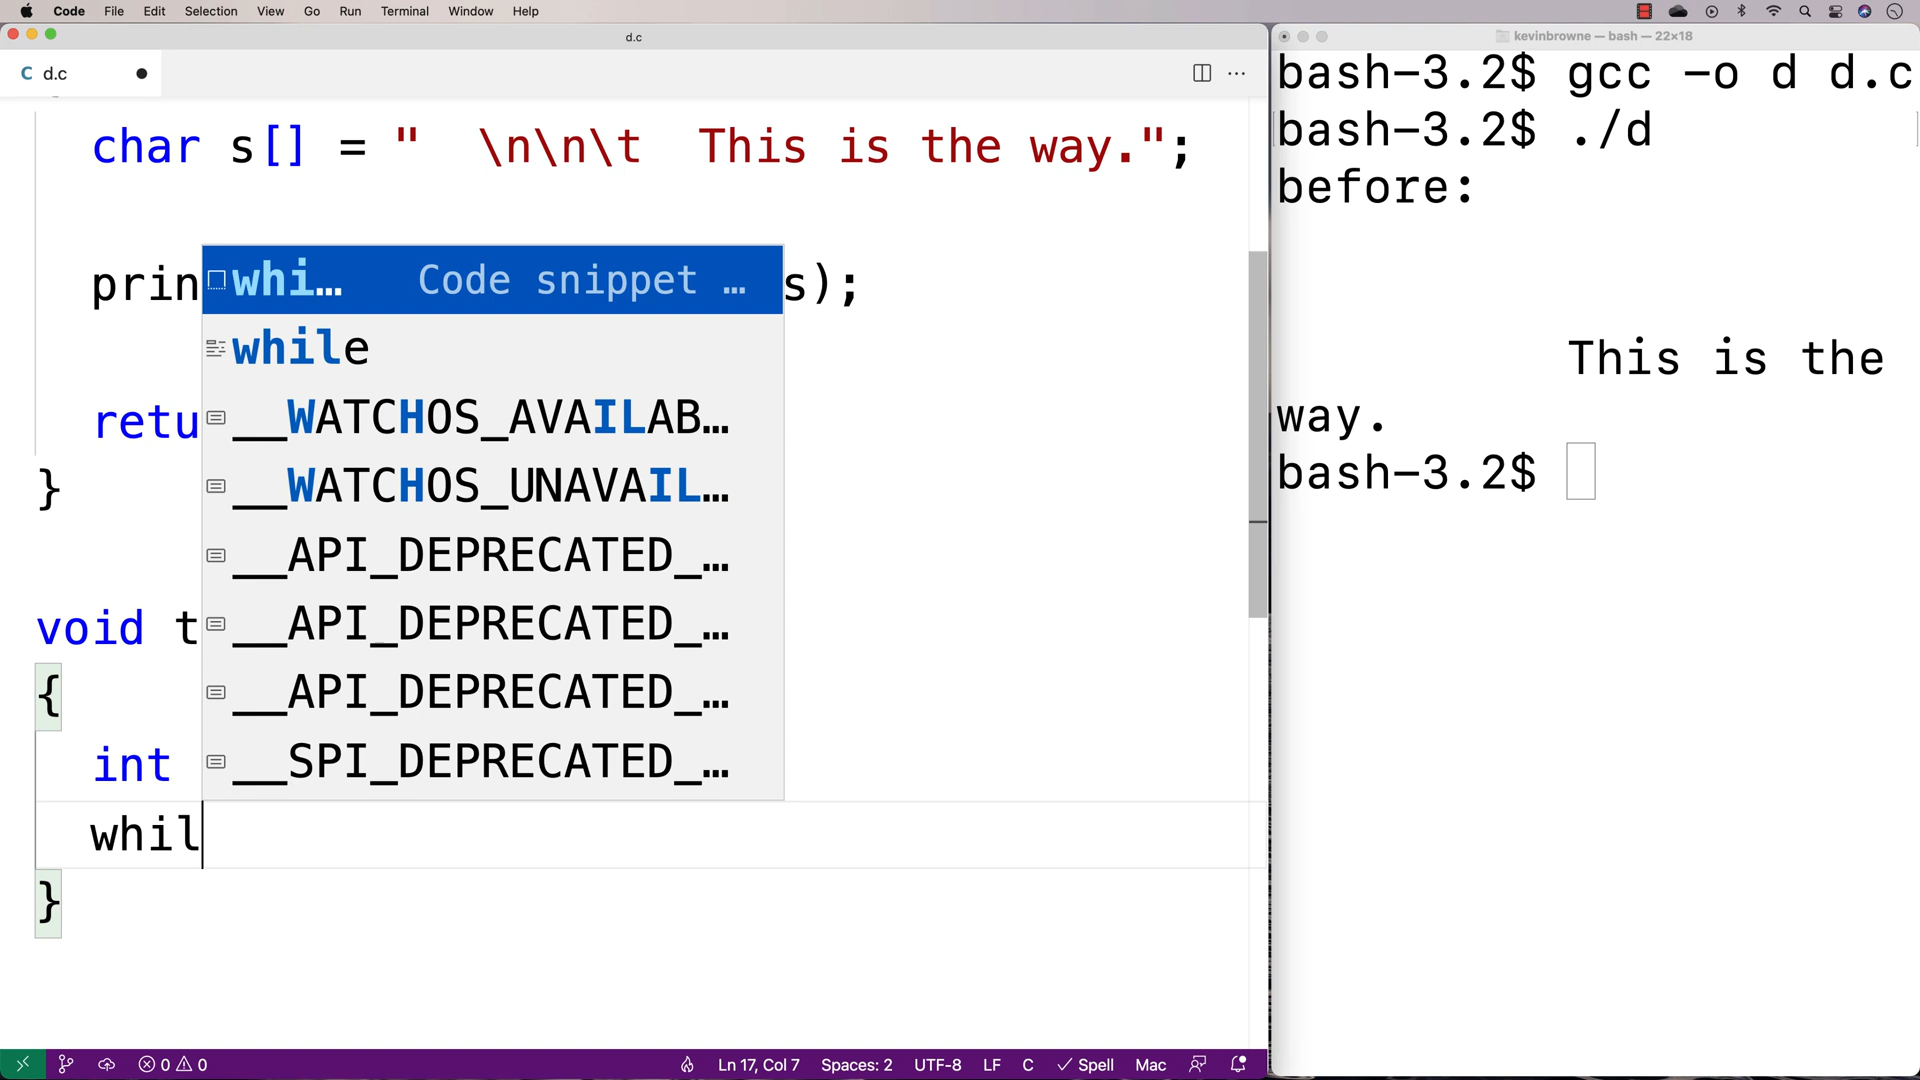 Code File Edit Selection View Go Run Terminal Window Help
d.c
C d.c
char s[] = "  \n\n\t  This is the way.";
prin
s);
whi… Code snippet …
while
__WATCHOS_AVAILAB…
retu
__WATCHOS_UNAVAIL…
}
__API_DEPRECATED_…
void t
__API_DEPRECATED_…
{
__API_DEPRECATED_…
int
__SPI_DEPRECATED_…
whil
}
0 0 Ln 17, Col 7 Spaces: 2 UTF-8 LF C Spell Mac
kevinbrowne — bash — 22×18
bash-3.2$ gcc -o d d.c
bash-3.2$ ./d
before:
This is the
way.
bash-3.2$